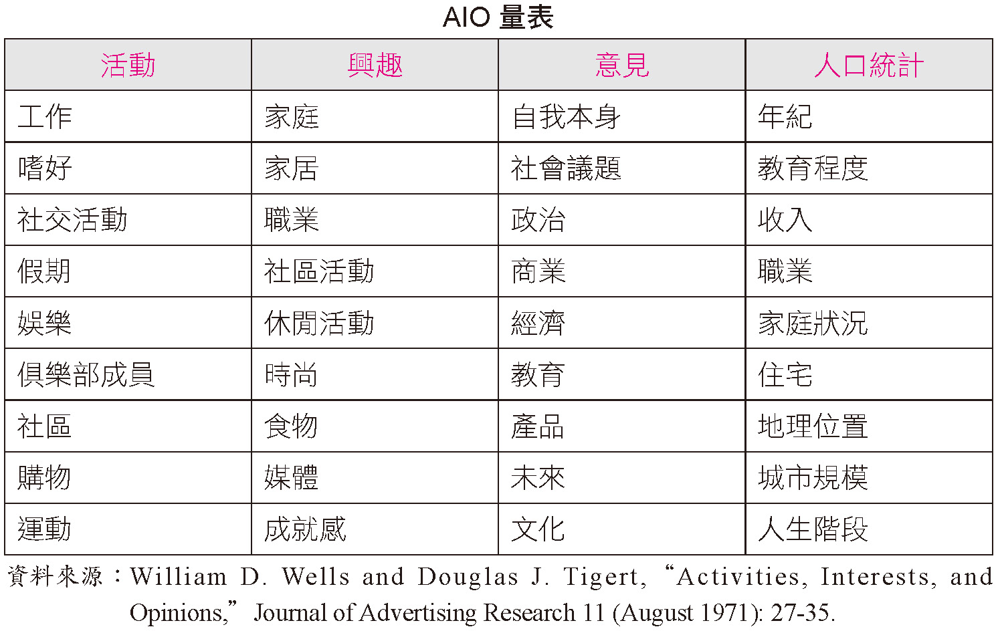 AIO 量表
活動 興趣 意見 人口統計
工作 家庭 自我本身 年紀
嗜好 家居 社會議題 教育程度
社交活動 職業 政治 收入
假期 社區活動 商業 職業
娛樂 休閒活動 經濟 家庭狀況
俱樂部成員 時尚 教育 住宅
社區 食物 產品 地理位置
購物 媒體 未來 城市規模
運動 成就感 文化 人生階段
資料來源：William D. Wells and Douglas J. Tigert, “Activities, Interests, and
Opinions,” Journal of Advertising Research 11 (August 1971): 27-35.